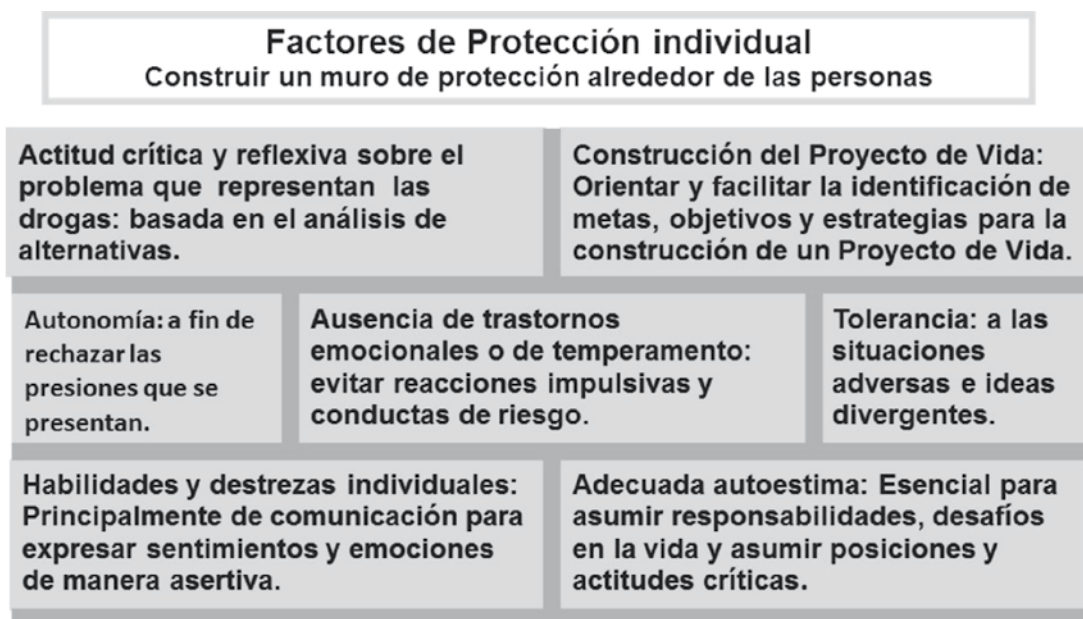 Factores de Protección individual
Construir un muro de protección alrededor de las personas
Actitud crítica y reflexiva sobre el
problema que representan las
drogas: basada en el análisis de
alternativas.
Construcción del Proyecto de Vida:
Orientar y facilitar la identificación de
metas, objetivos y estrategias para la
construcción de un Proyecto de Vida.
Autonomía: a fin de
rechazar las
presiones que se
presentan.
Ausencia de trastornos
emocionales o de temperamento:
evitar reacciones impulsivas y
conductas de riesgo.
Tolerancia: a las
situaciones
adversas e ideas
divergentes.
Habilidades y destrezas individuales:
Principalmente de comunicación para
expresar sentimientos y emociones
de manera asertiva.
Adecuada autoestima: Esencial para
asumir responsabilidades, desafíos
en la vida y asumir posiciones y
actitudes críticas.